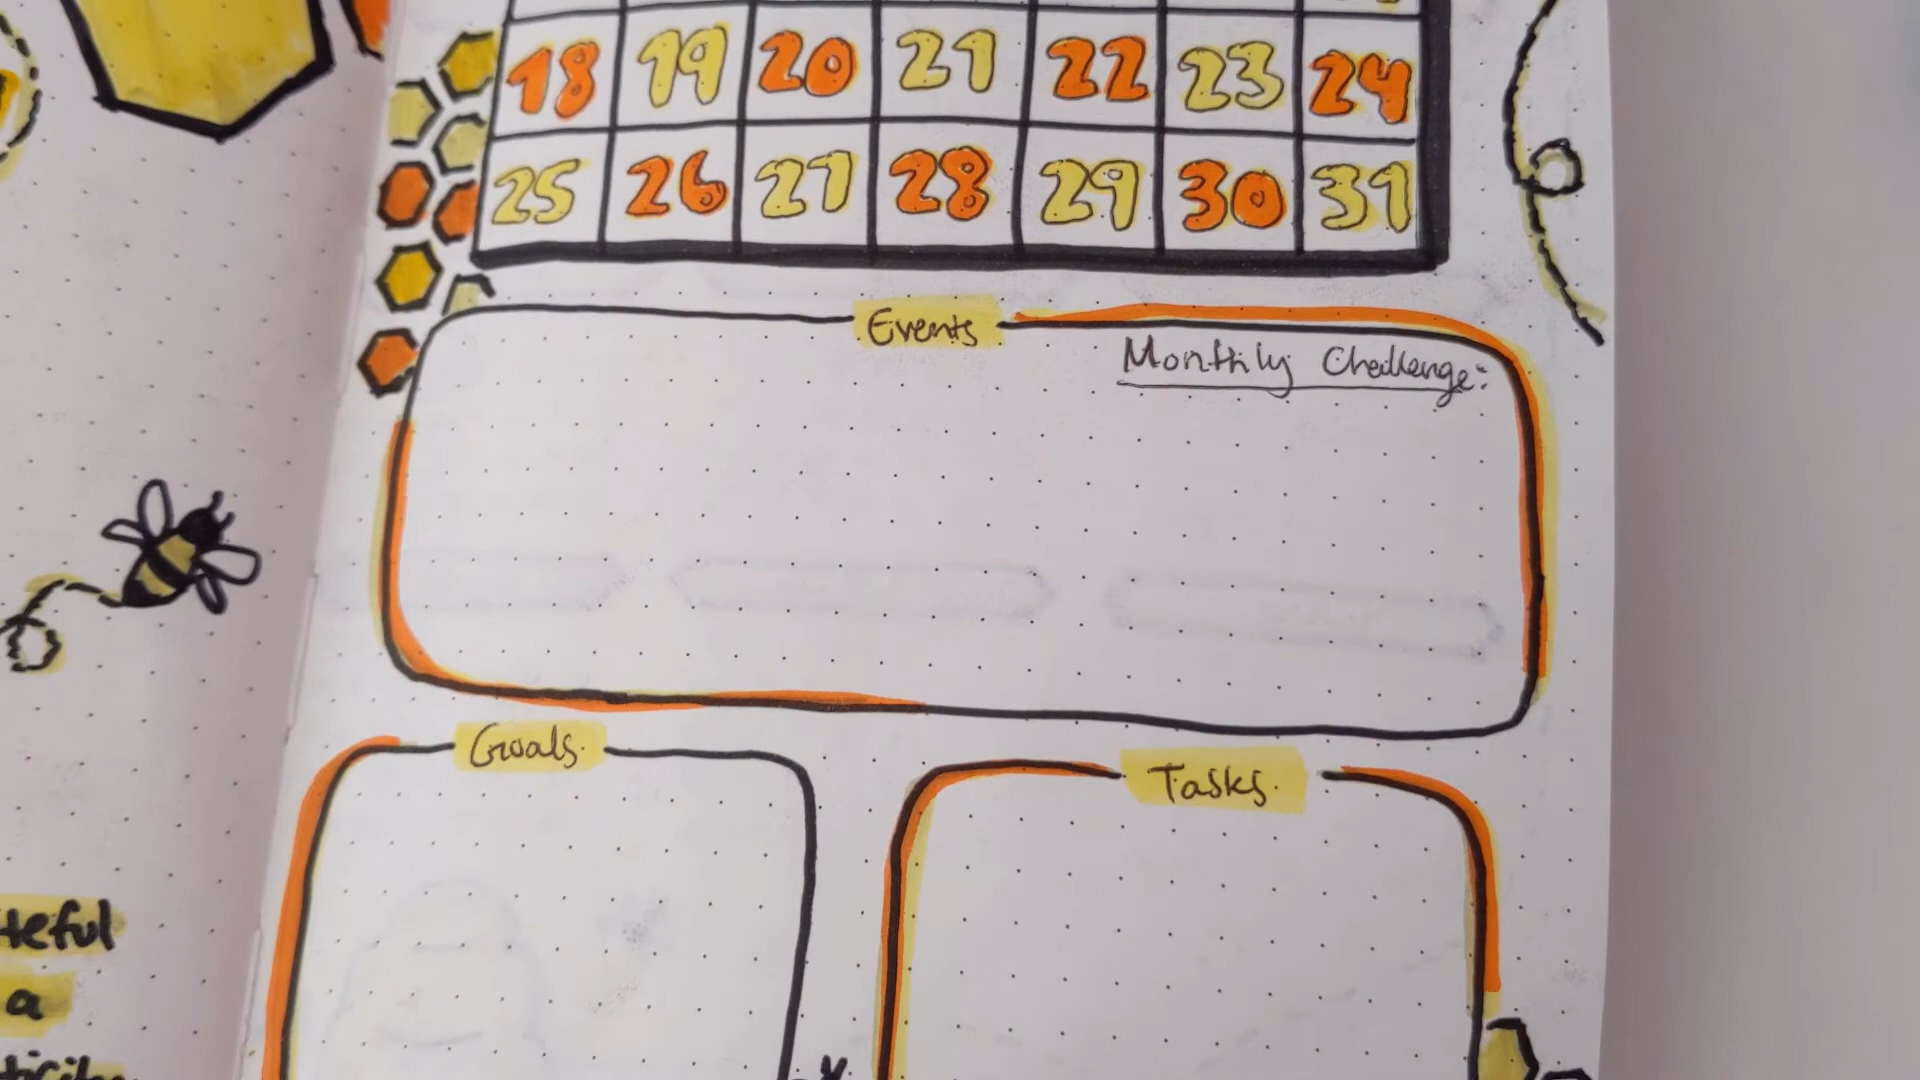 18 19 20 21 22 23 24
25 26 27 28 29 30 31
Events
Monthly Challenge:
Goals.
Tasks.
teful
a